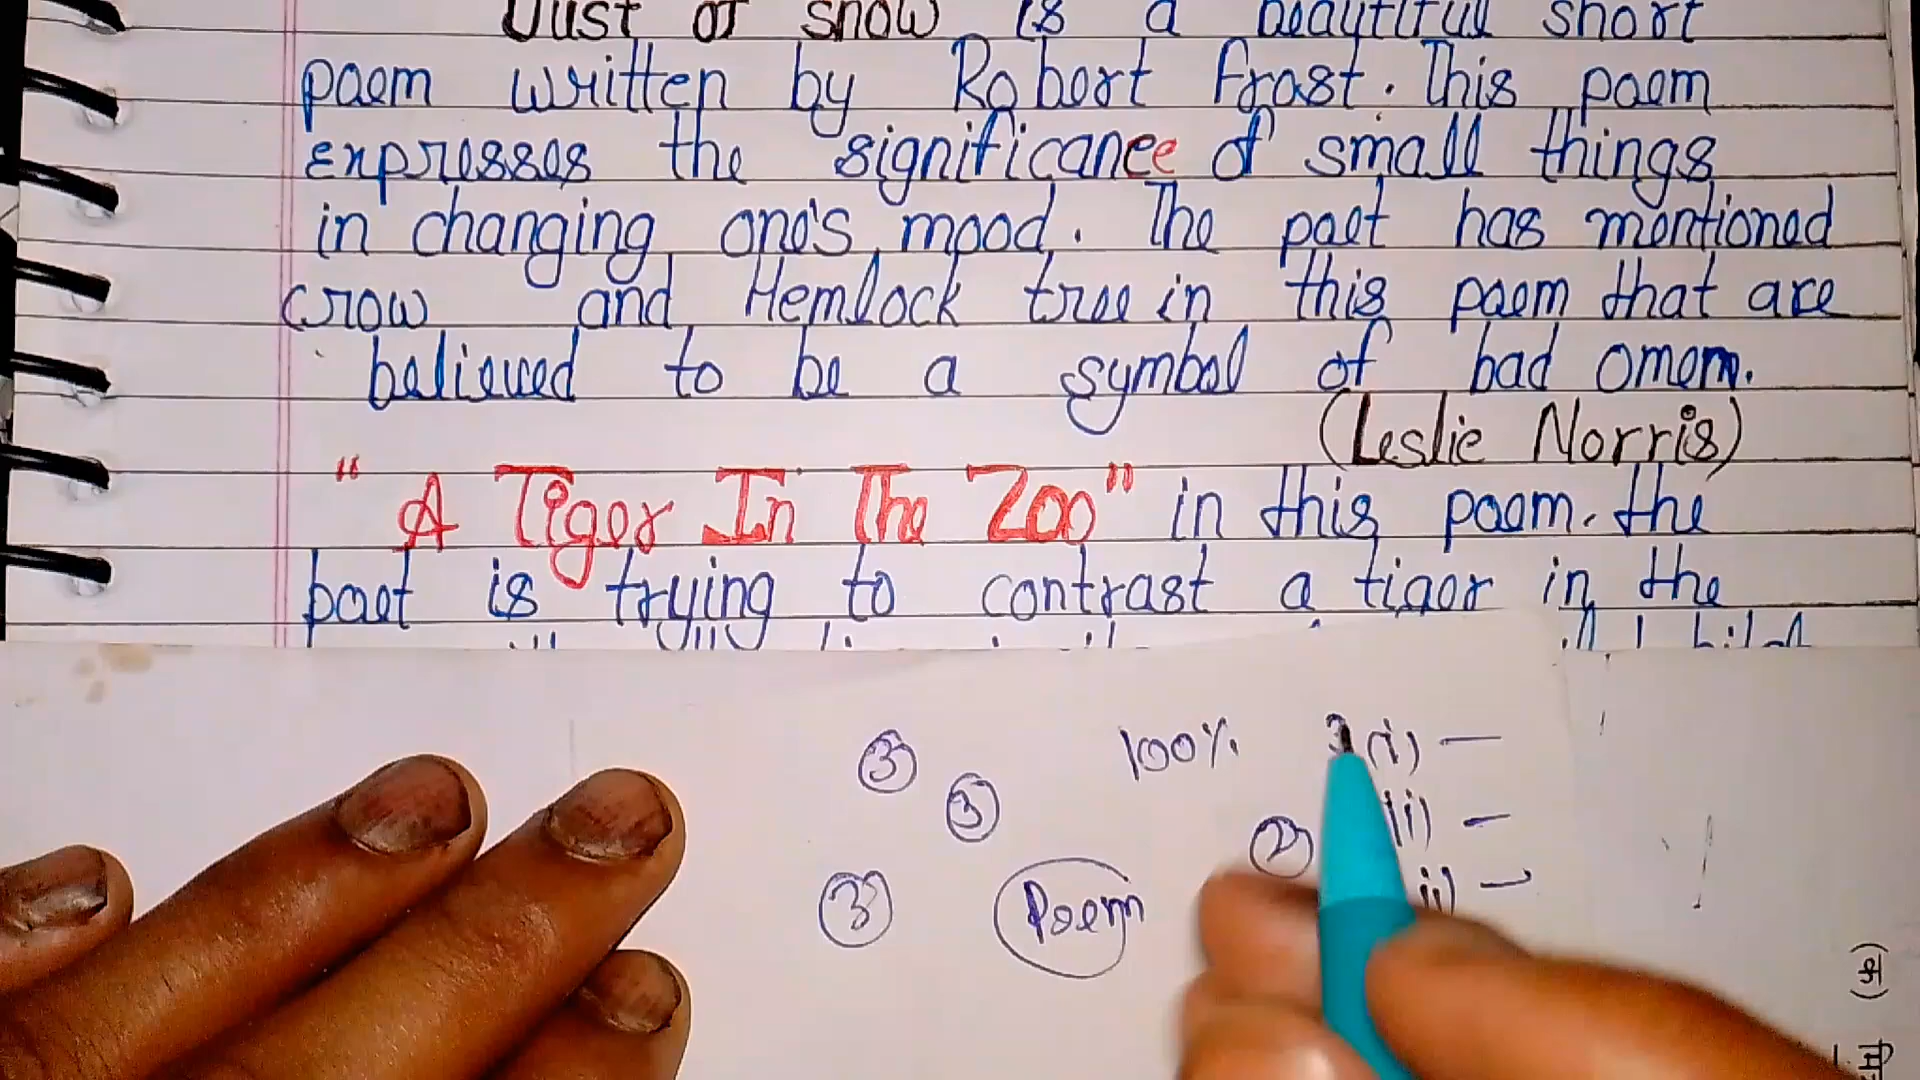 Dust of snow is a beautiful short
poem written by Robert Frost. This poem
expresses the significance of small things
in changing one's mood. The poet has mentioned
crow and Hemlock tree in this poem that are
believed to be a symbol of bad omem.
(Leslie Norris)
"A Tiger In The Zoo" in this poem. the
poet is trying to contrast a tiger in the
3 100% 3 (i) —
3 2 (ii) —
3 Poem ii) —
(अ)